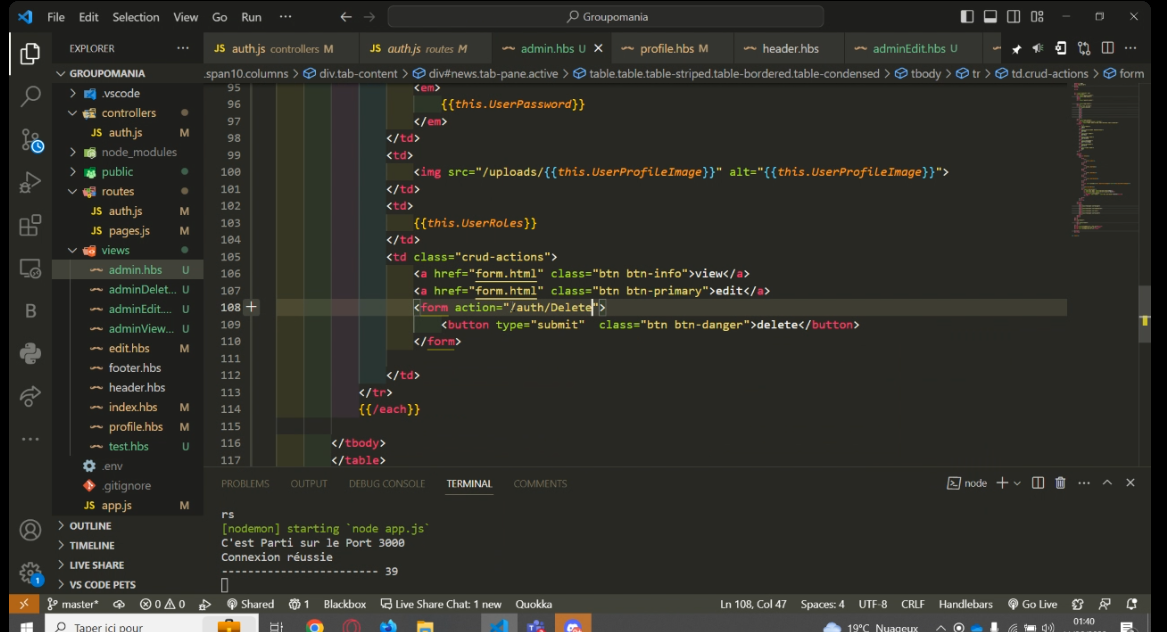 File Edit Selection View Go Run ··· Groupomania
EXPLORER ··· JS auth.js controllers M JS auth.js routes M admin.hbs U profile.hbs M header.hbs adminEdit.hbs U
GROUPOMANIA .span10.columns > div.tab-content > div#news.tab-pane.active > table.table.table-striped.table-bordered.table-condensed > tbody > tr > td.crud-actions > form
.vscode
controllers
JS auth.js M
node_modules
public
routes
JS auth.js M
JS pages.js M
views
admin.hbs U
adminDelet... U
adminEdit.... U
adminView... U
edit.hbs M
footer.hbs
header.hbs
index.hbs M
profile.hbs M
test.hbs U
.env
.gitignore
JS app.js M
OUTLINE
TIMELINE
LIVE SHARE
VS CODE PETS
95 <em>
96 {{this.UserPassword}}
97 </em>
98 </td>
99 <td>
100 <img src="/uploads/{{this.UserProfileImage}}" alt="{{this.UserProfileImage}}">
101 </td>
102 <td>
103 {{this.UserRoles}}
104 </td>
105 <td class="crud-actions">
106 <a href="form.html" class="btn btn-info">view</a>
107 <a href="form.html" class="btn btn-primary">edit</a>
108 <form action="/auth/Delete">
109 <button type="submit"  class="btn btn-danger">delete</button>
110 </form>
111
112 </td>
113 </tr>
114 {{/each}}
115
116 </tbody>
117 </table>
PROBLEMS OUTPUT DEBUG CONSOLE TERMINAL COMMENTS node
rs
[nodemon] starting `node app.js`
C'est Parti sur le Port 3000
Connexion réussie
----------------------- 39
master* 0 0 Shared 1 Blackbox Live Share Chat: 1 new Quokka Ln 108, Col 47 Spaces: 4 UTF-8 CRLF Handlebars Go Live
Taper ici pour 19°C Nuageux 01:40